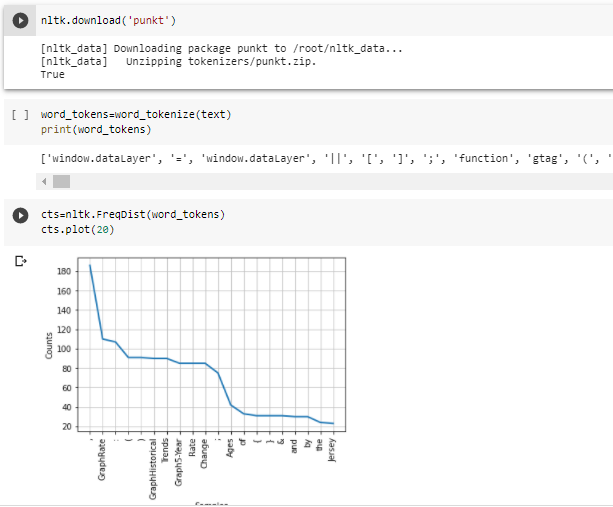 nltk.download('punkt')
[nltk_data] Downloading package punkt to /root/nltk_data...
[nltk_data]   Unzipping tokenizers/punkt.zip.
True
[ ] word_tokens=word_tokenize(text)
print(word_tokens)
['window.dataLayer', '=', 'window.dataLayer', '||', '[', ']', ';', 'function', 'gtag', '(', '
cts=nltk.FreqDist(word_tokens)
cts.plot(20)
180
160
140
120
100
80
60
40
20
Counts
,
GraphRate
:
(
)
GraphHistorical
Trends
Graph5-Year
Rate
Change
;
Ages
of
{
}
&
and
by
the
Jersey
Samples